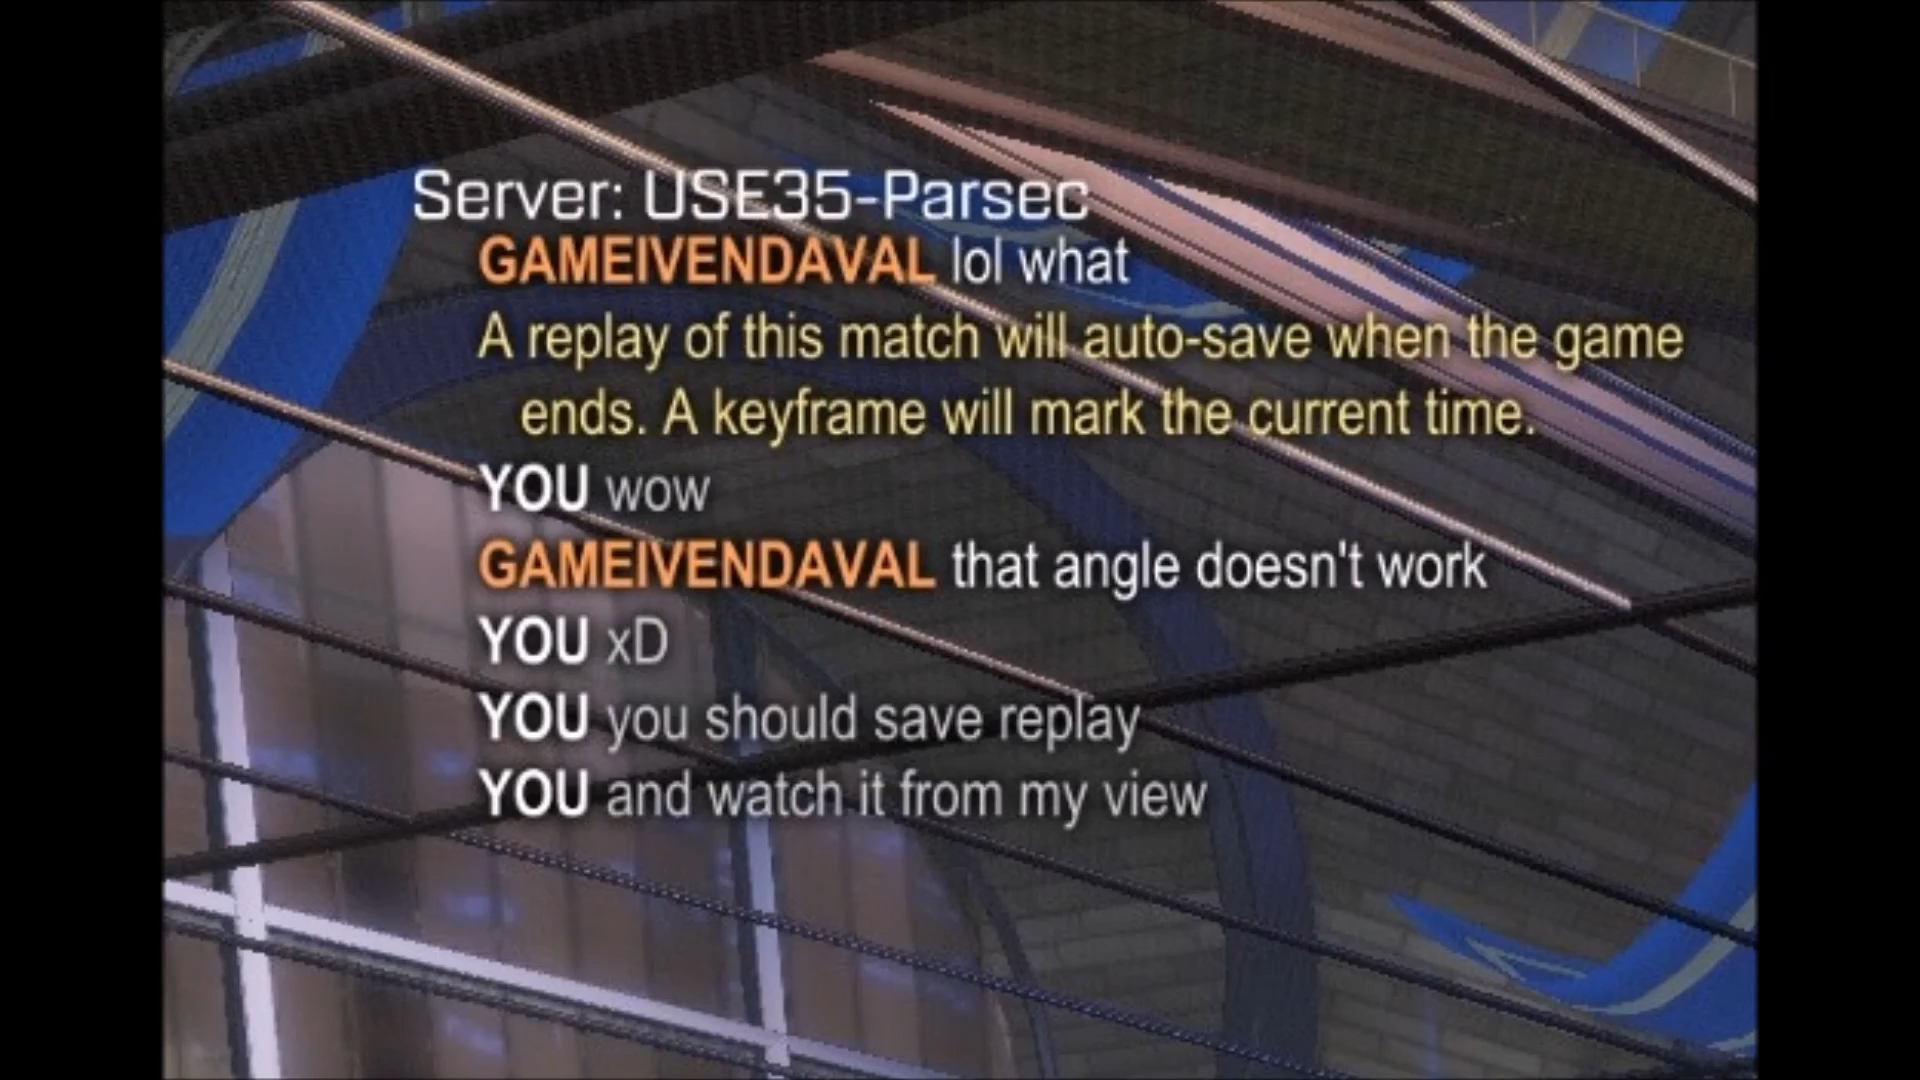 Server: USE35-Parsec
GAMEIVENDAVAL lol what
A replay of this match will auto-save when the game
ends. A keyframe will mark the current time.
YOU wow
GAMEIVENDAVAL that angle doesn't work
YOU xD
YOU you should save replay
YOU and watch it from my view